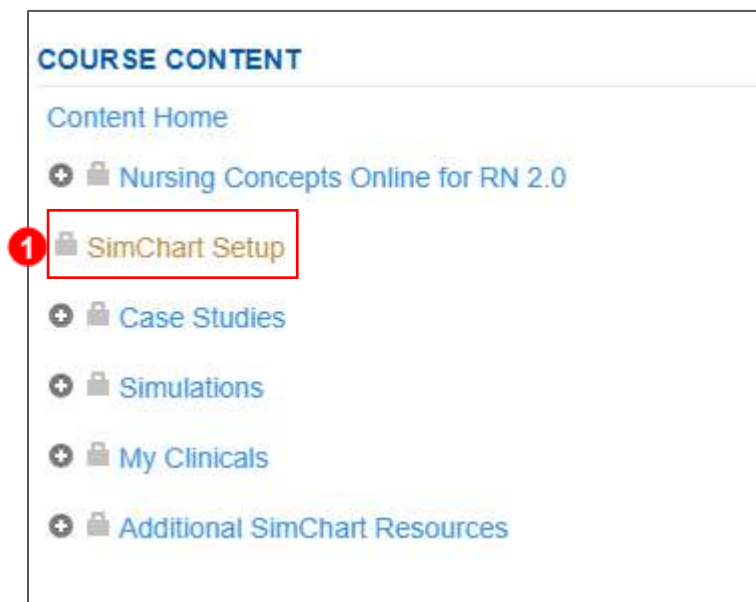 COURSE CONTENT
Content Home
Nursing Concepts Online for RN 2.0
1 SimChart Setup
Case Studies
Simulations
My Clinicals
Additional SimChart Resources